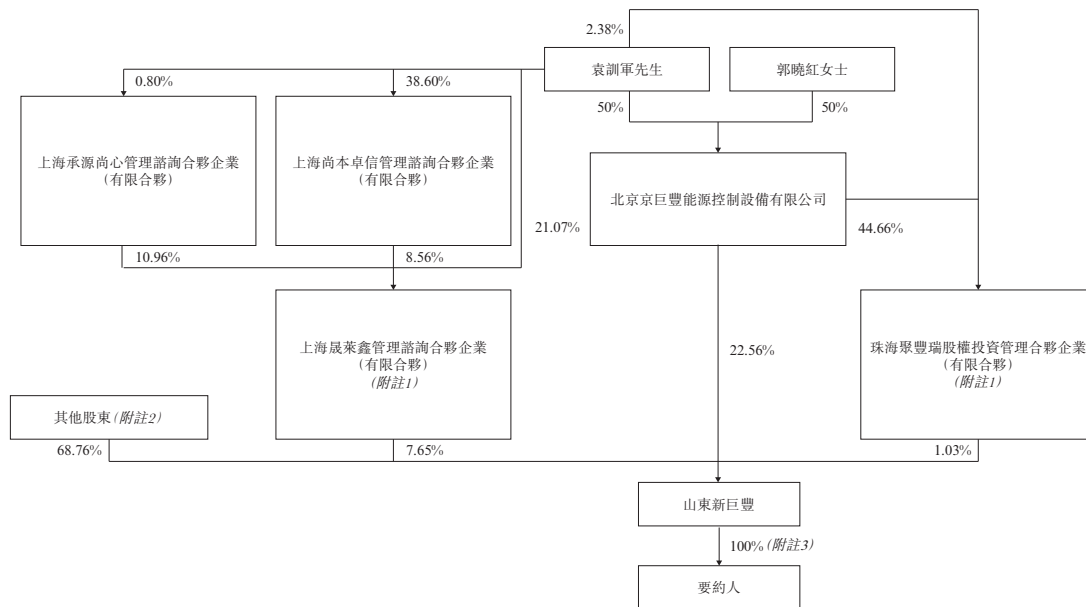 2.38%
袁訓軍先生
郭曉紅女士
0.80%
38.60%
50%
50%
上海承源尚心管理諮詢合夥企業
(有限合夥)
上海尚本卓信管理諮詢合夥企業
(有限合夥)
北京京巨豐能源控制設備有限公司
21.07%
44.66%
10.96%
8.56%
上海晟萊鑫管理諮詢合夥企業
(有限合夥)
(附註1)
22.56%
珠海聚豐瑞股權投資管理合夥企業
(有限合夥)
(附註1)
其他股東(附註2)
68.76%
7.65%
1.03%
山東新巨豐
100%(附註3)
要約人